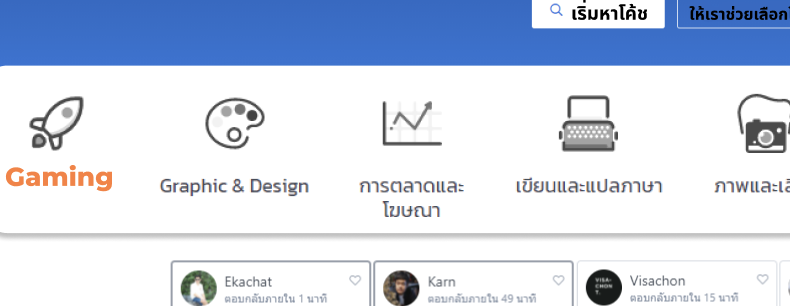 เริ่มหาโค้ช
ให้เราช่วยเลือก
Gaming
Graphic & Design
การตลาดและ
โฆษณา
เขียนและแปลภาษา
ภาพและ
Ekachat
ตอบกลับภายใน 1 นาที
Karn
ตอบกลับภายใน 49 นาที
VISA-
CHON
T.
Visachon
ตอบกลับภายใน 15 นาที